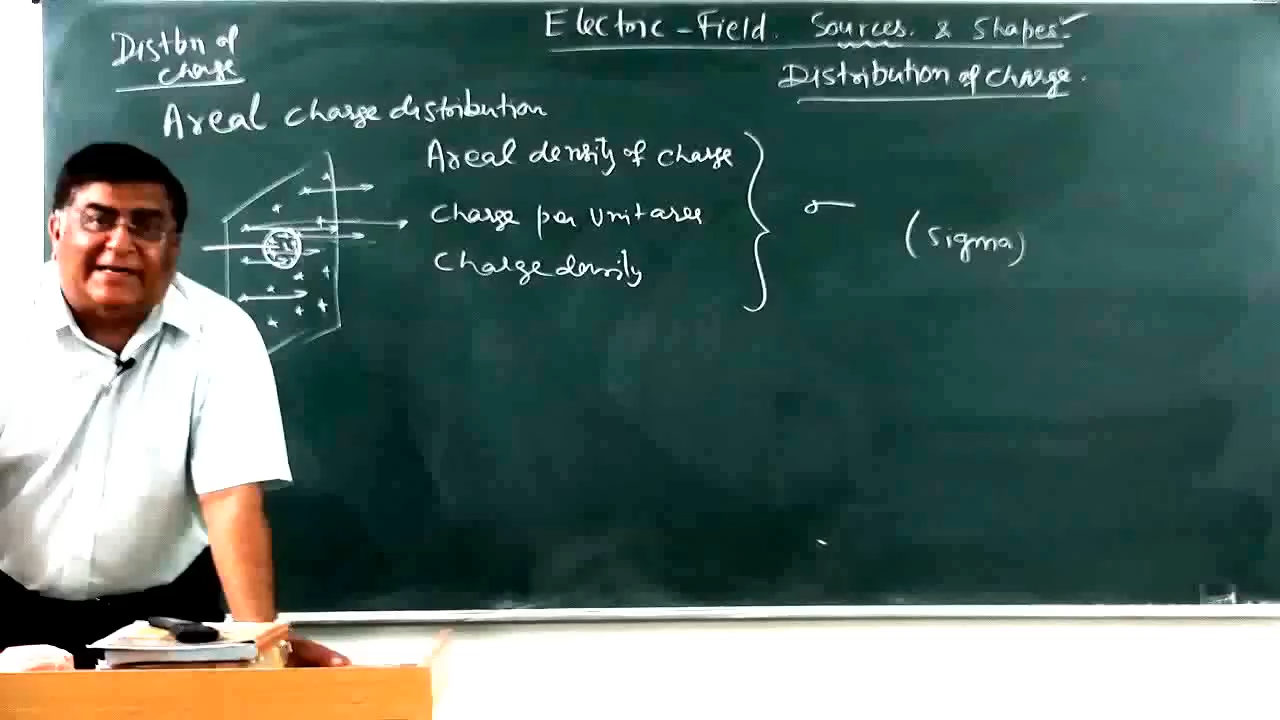 Electric-Field. Sources. & Shapes.
Distribution of charge.
Distbn of
charge
Areal charge distribution
Areal density of charge
charge per unit area
charge density
σ
(sigma)